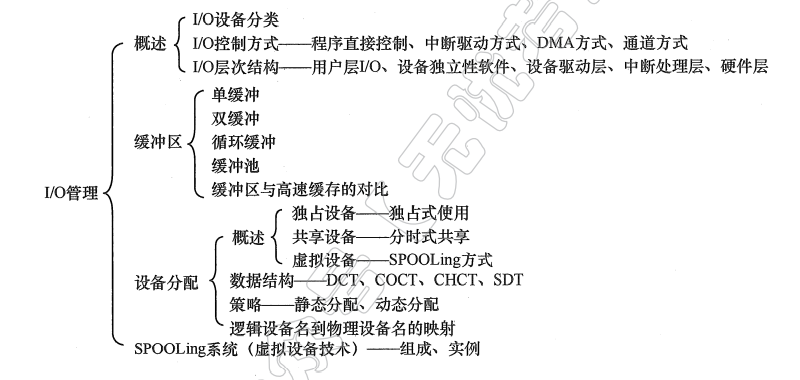 I/O设备分类
概述 I/O控制方式——程序直接控制、中断驱动方式、DMA方式、通道方式
I/O层次结构——用户层I/O、设备独立性软件、设备驱动层、中断处理层、硬件层
单缓冲
双缓冲
缓冲区 循环缓冲
缓冲池
I/O管理 缓冲区与高速缓存的对比
独占设备——独占式使用
概述 共享设备——分时式共享
虚拟设备——SPOOLing方式
设备分配 数据结构——DCT、COCT、CHCT、SDT
策略——静态分配、动态分配
逻辑设备名到物理设备名的映射
SPOOLing系统（虚拟设备技术）——组成、实例